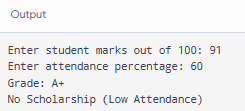 Output
Enter student marks out of 100: 91
Enter attendance percentage: 60
Grade: A+
No Scholarship (Low Attendance)